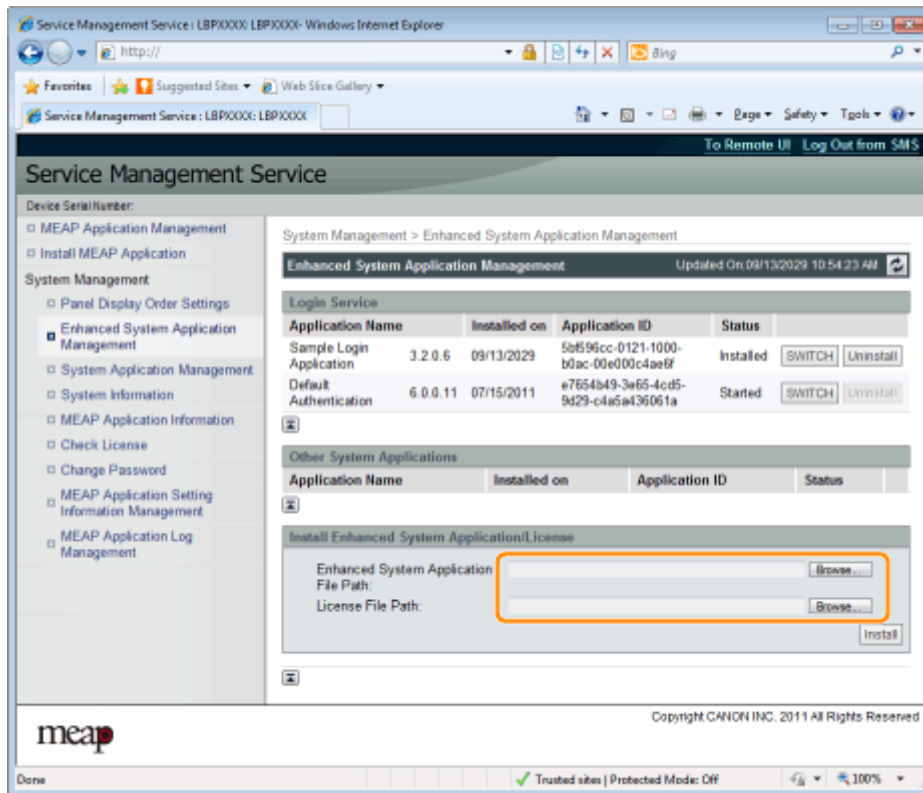 Service Management Service : LBPXXXX: LBPXXXX- Windows Internet Explorer
http://
Bing
Favorites
Suggested Sites
Web Slice Gallery
Service Management Service : LBPXXXX: LBPXXXX
Page
Safety
Tools
To Remote UI
Log Out from SMS
Service Management Service
Device Serial Number:
MEAP Application Management
Install MEAP Application
System Management
Panel Display Order Settings
Enhanced System Application
Management
System Application Management
System Information
MEAP Application Information
Check License
Change Password
MEAP Application Setting
Information Management
MEAP Application Log
Management
System Management > Enhanced System Application Management
Enhanced System Application Management
Updated On:09/13/2029 10:54:23 AM
Login Service
Application Name Installed on Application ID Status
Sample Login
Application 3.2.0.6 09/13/2029 5bf596cc-0121-1000-
b0ac-00e000c4ae6f Installed SWITCH Uninstall
Default
Authentication 6.0.0.11 07/15/2011 e7654b49-3e65-4cd5-
9d29-c4a5a436061a Started SWITCH Uninstall
Other System Applications
Application Name Installed on Application ID Status
Install Enhanced System Application/License
Enhanced System Application
File Path: Browse...
License File Path: Browse...
Install
Copyright CANON INC. 2011 All Rights Reserved
meap
Done
Trusted sites | Protected Mode: Off
100%